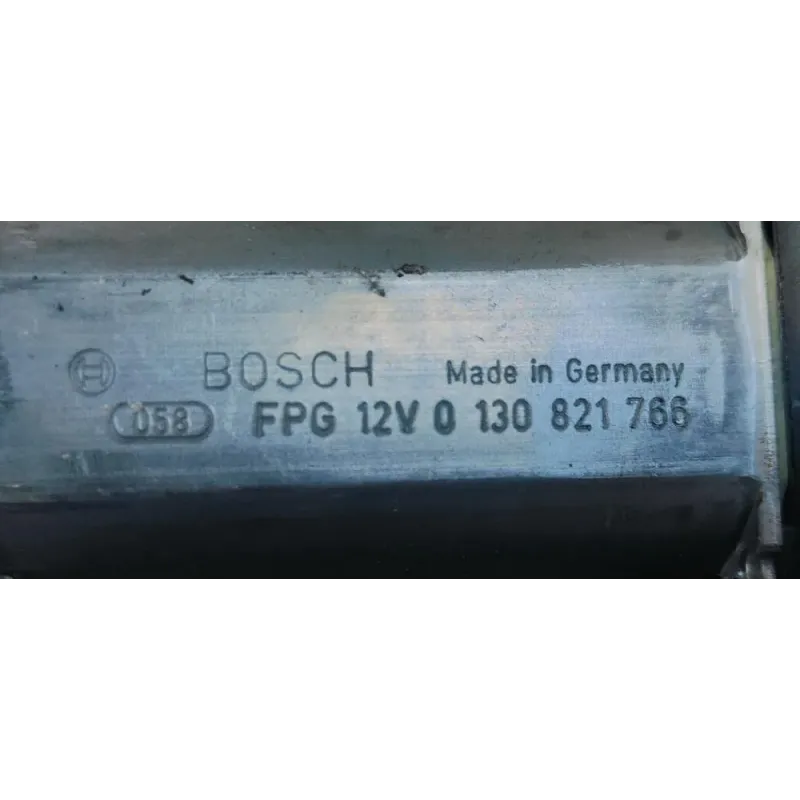 BOSCH Made in Germany
058 FPG 12V 0 130 821 766